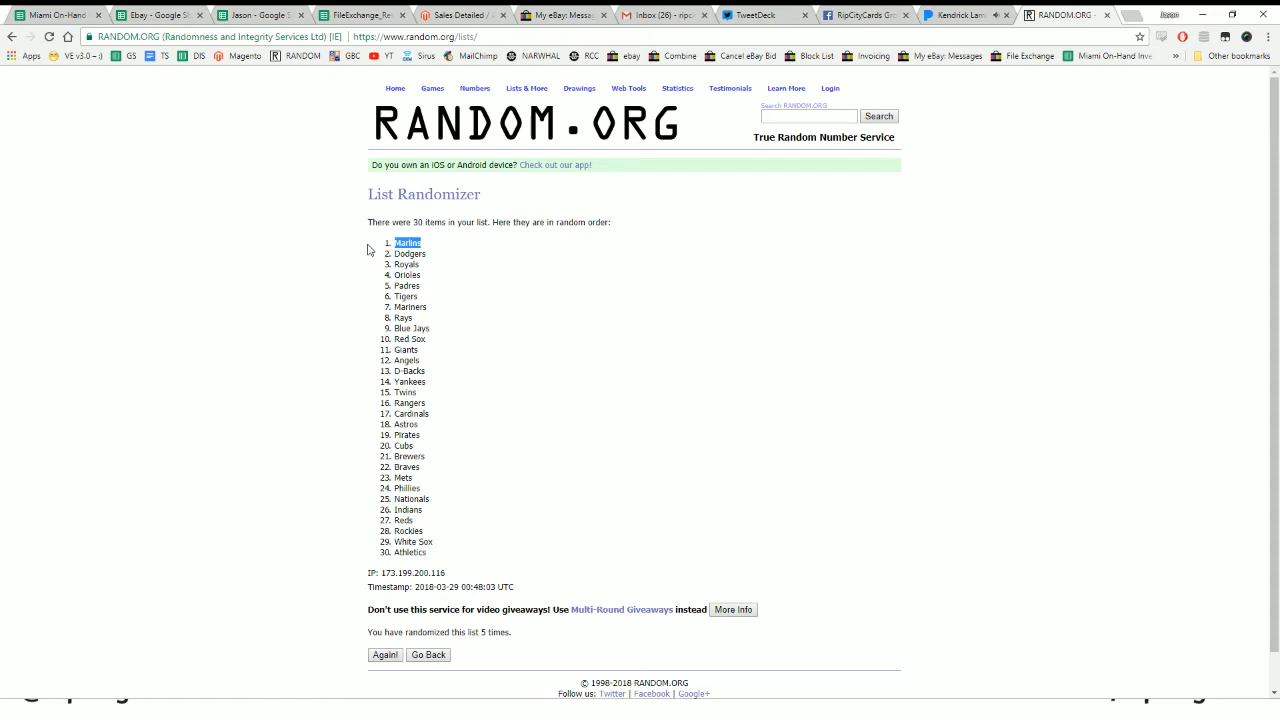 Miami On-Hand Ebay - Google Sh Jason - Google S FileExchange_Re Sales Detailed / A My eBay: Messag Inbox (26) - ripc TweetDeck RipCityCards Gro Kendrick Lam RANDOM.ORG - Jason
RANDOM.ORG (Randomness and Integrity Services Ltd) [IE] https://www.random.org/lists/
Apps VE v3.0 -- :) GS TS DIS Magento RANDOM GBC YT Sirus MailChimp NARWHAL RCC ebay Combine Cancel eBay Bid Block List Invoicing My eBay: Messages File Exchange Miami On-Hand Inve » Other bookmarks
Home Games Numbers Lists & More Drawings Web Tools Statistics Testimonials Learn More Login
Search RANDOM.ORG
RANDOM.ORG
Search
True Random Number Service
Do you own an iOS or Android device? Check out our app!
List Randomizer
There were 30 items in your list. Here they are in random order:
1. Marlins
2. Dodgers
3. Royals
4. Orioles
5. Padres
6. Tigers
7. Mariners
8. Rays
9. Blue Jays
10. Red Sox
11. Giants
12. Angels
13. D-Backs
14. Yankees
15. Twins
16. Rangers
17. Cardinals
18. Astros
19. Pirates
20. Cubs
21. Brewers
22. Braves
23. Mets
24. Phillies
25. Nationals
26. Indians
27. Reds
28. Rockies
29. White Sox
30. Athletics
IP: 173.199.200.116
Timestamp: 2018-03-29 00:48:03 UTC
Don't use this service for video giveaways! Use Multi-Round Giveaways instead More Info
You have randomized this list 5 times.
Again! Go Back
© 1998-2018 RANDOM.ORG
Follow us: Twitter | Facebook | Google+